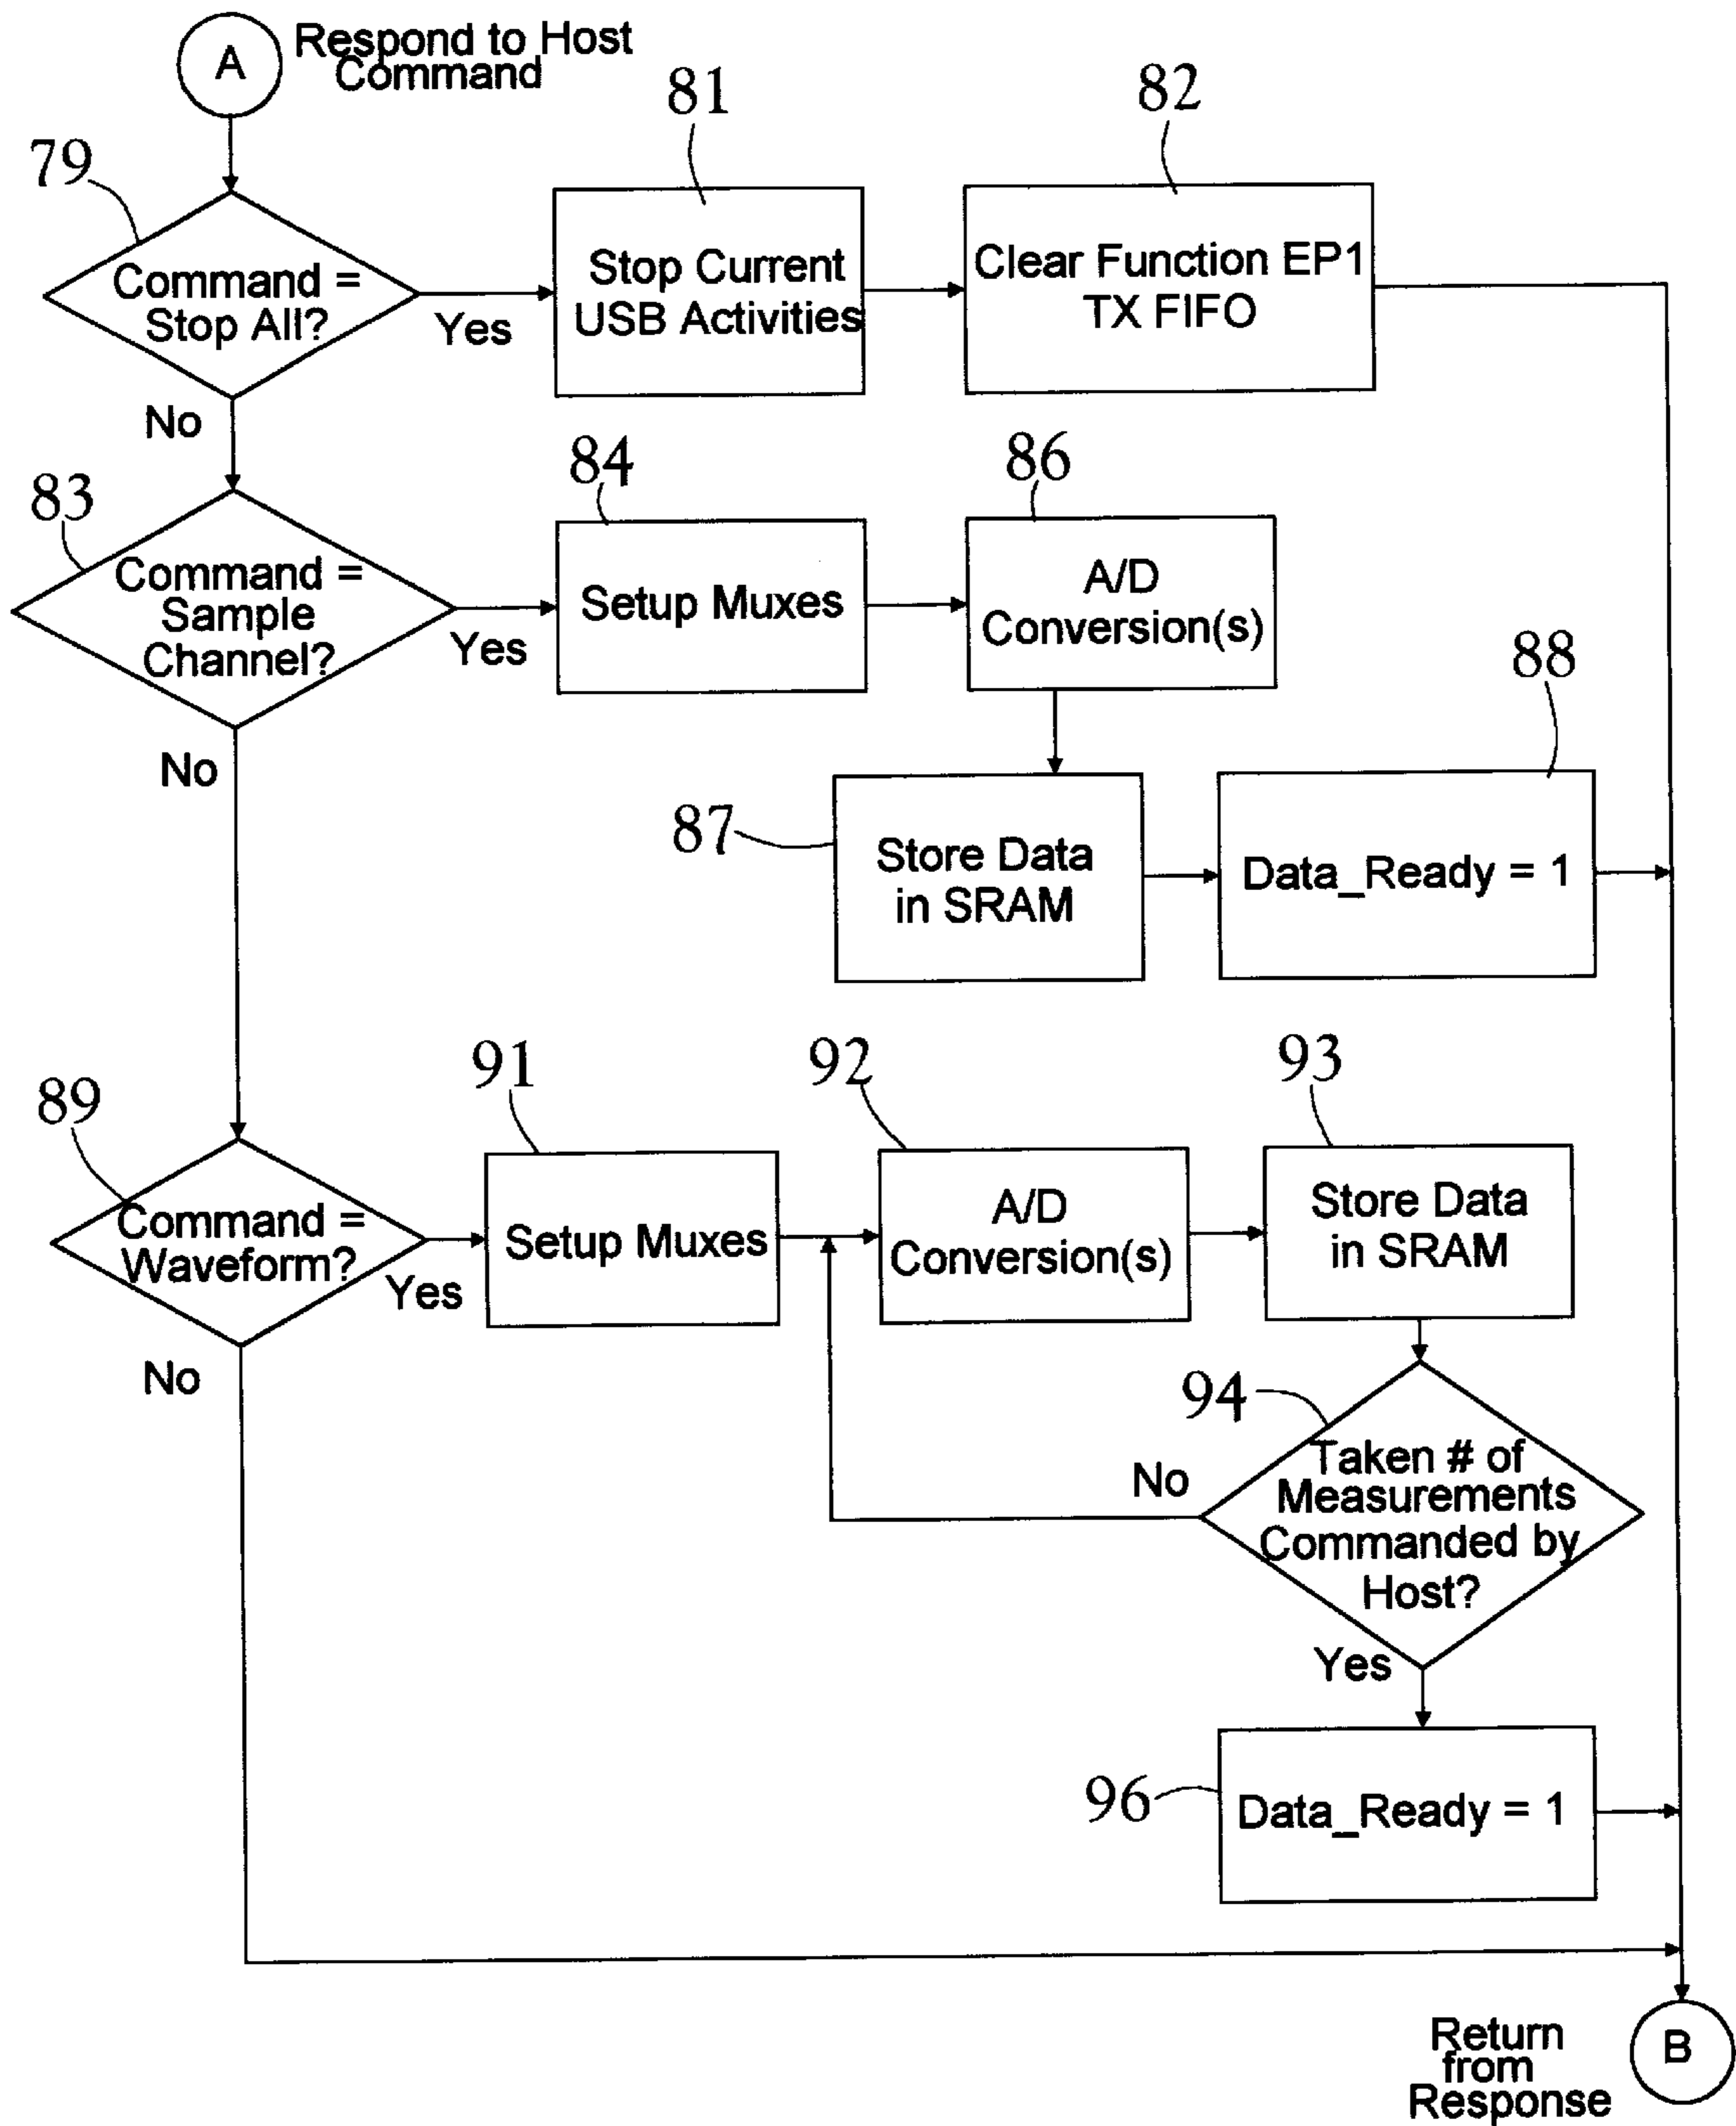 A
Respond to Host
Command
81
82
79
Command =
Stop All?
Yes
Stop Current
USB Activities
Clear Function EP1
TX FIFO
No
83
84
86
Command =
Sample
Channel?
Yes
Setup Muxes
A/D
Conversion(s)
88
No
87
Store Data
in SRAM
Data_Ready = 1
89
91
92
93
Command =
Waveform?
Yes
Setup Muxes
A/D
Conversion(s)
Store Data
in SRAM
No
94
Taken # of
Measurements
Commanded by
Host?
No
Yes
96
Data_Ready = 1
Return
from
Response
B